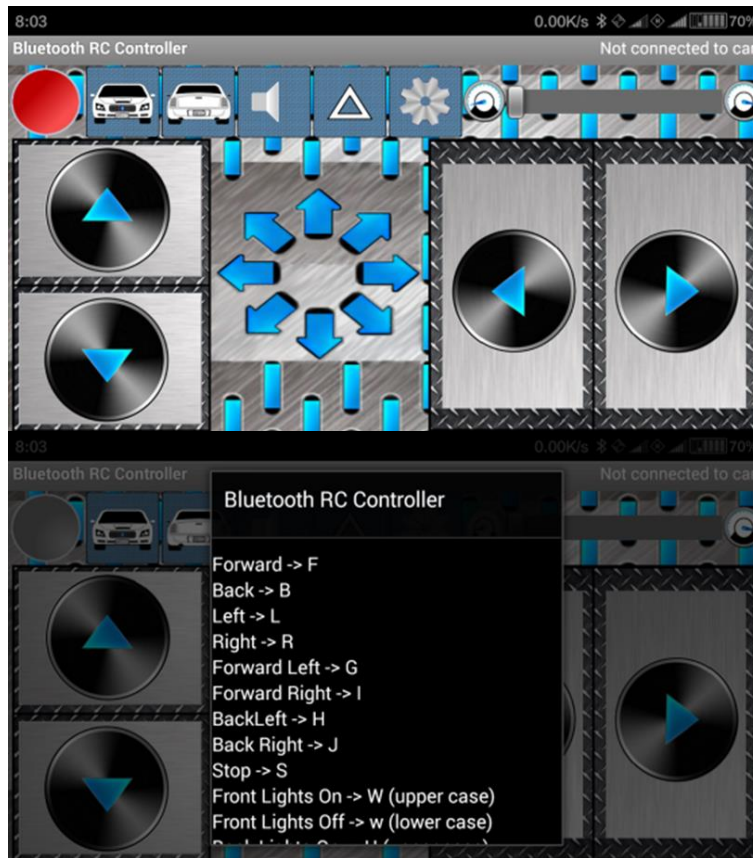 8:03 0.00K/s 70%
Bluetooth RC Controller Not connected to car
8:03 0.00K/s 70%
Bluetooth RC Controller Not connected to car
Bluetooth RC Controller
Forward -> F
Back -> B
Left -> L
Right -> R
Forward Left -> G
Forward Right -> I
BackLeft -> H
Back Right -> J
Stop -> S
Front Lights On -> W (upper case)
Front Lights Off -> w (lower case)